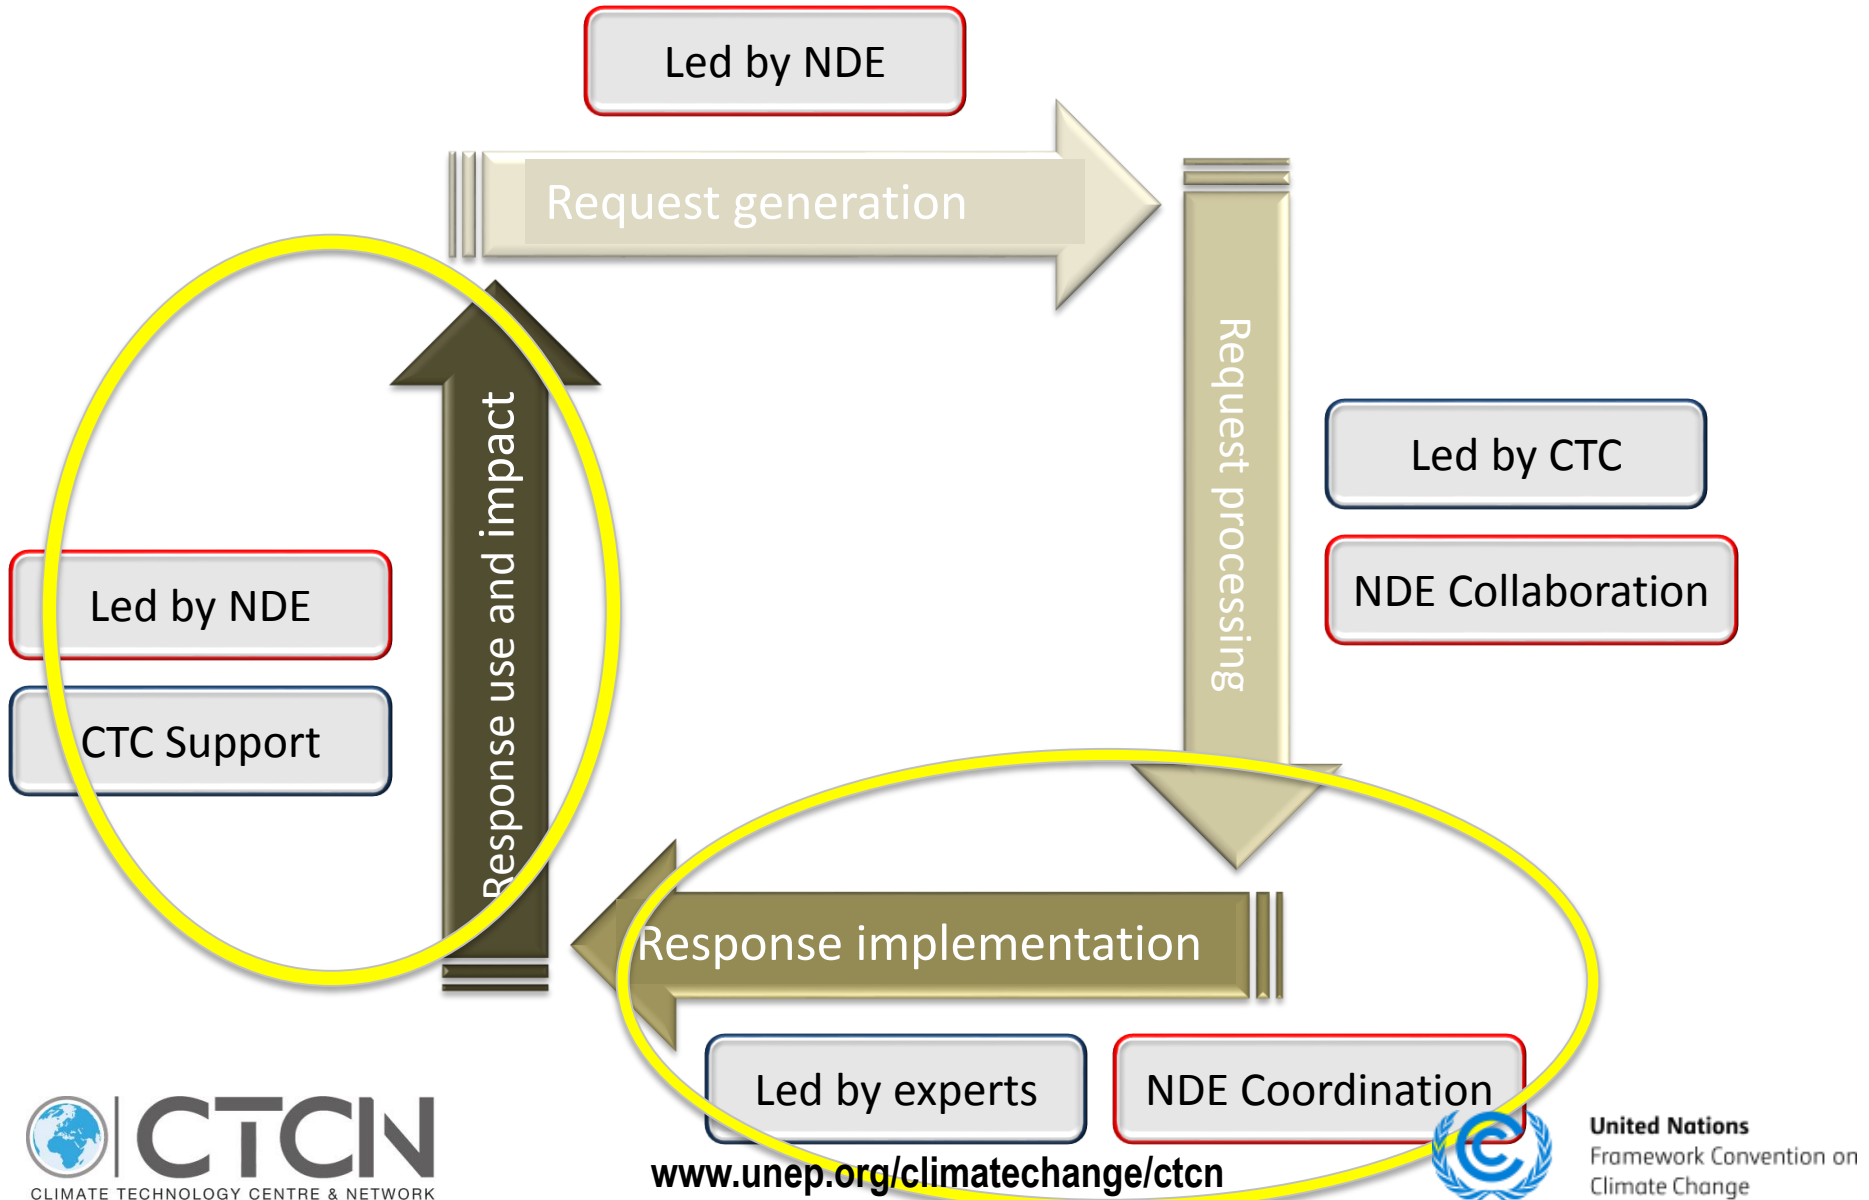 Led by NDE
Request generation
Request processing
Led by CTC
NDE Collaboration
Response use and impact
Led by NDE
CTC Support
Response implementation
Led by experts
NDE Coordination
CTCN
CLIMATE TECHNOLOGY CENTRE & NETWORK
www.unep.org/climatechange/ctcn
United Nations
Framework Convention on
Climate Change